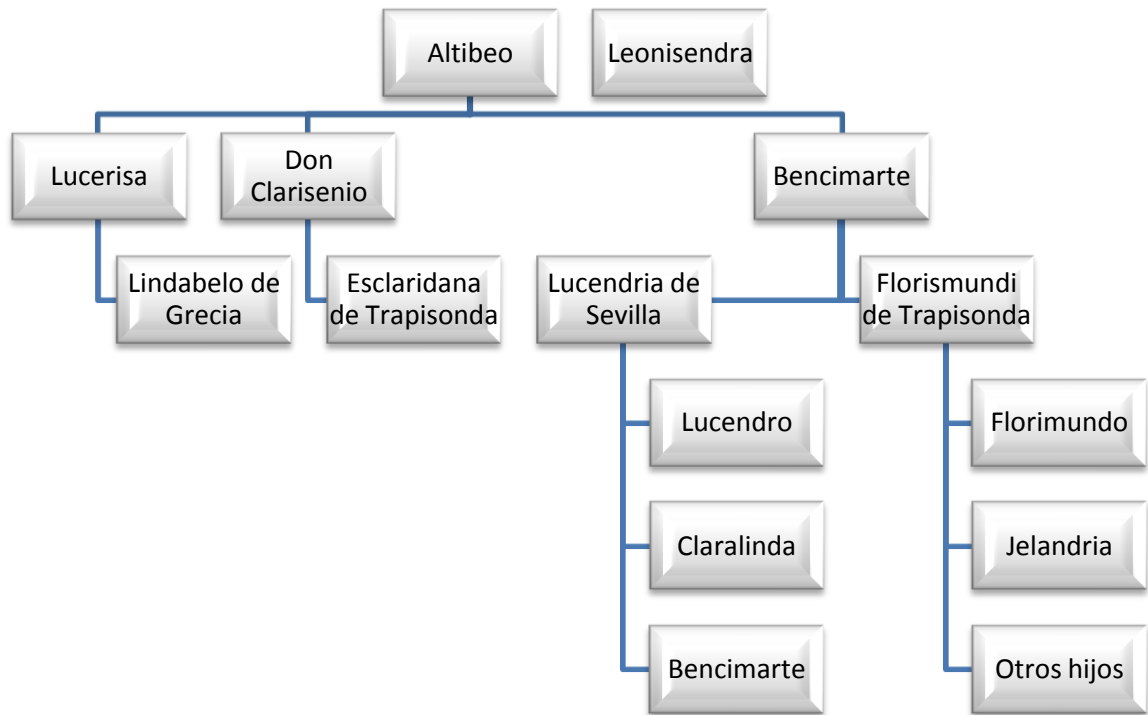 Altibeo
Leonisendra
Lucerisa
Don
Clarisenio
Bencimarte
Lindabelo de
Grecia
Esclaridana
de Trapisonda
Lucendria de
Sevilla
Florismundi
de Trapisonda
Lucendro
Florimundo
Claralinda
Jelandria
Bencimarte
Otros hijos